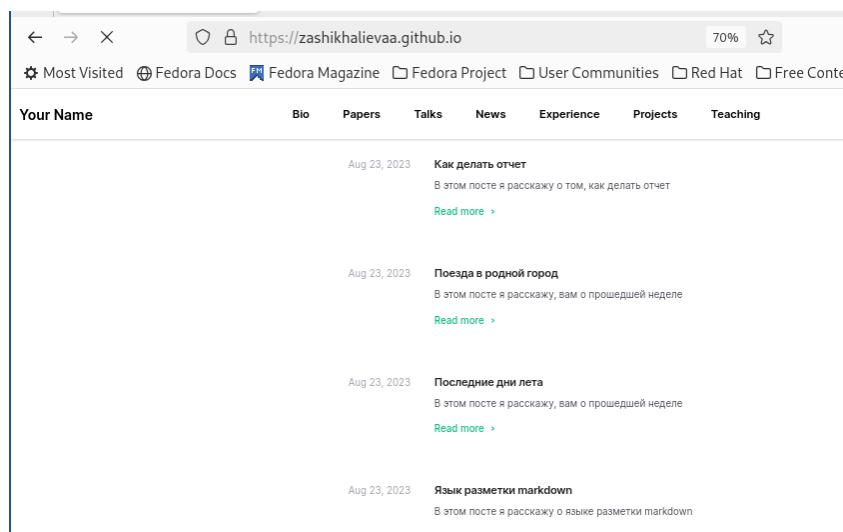 https://zashikhalievaa.github.io 70%
Most Visited Fedora Docs FM Fedora Magazine Fedora Project User Communities Red Hat Free Conte
Your Name Bio Papers Talks News Experience Projects Teaching
Aug 23, 2023 Как делать отчет
В этом посте я расскажу о том, как делать отчет
Read more ›
Aug 23, 2023 Поезда в родной город
В этом посте я расскажу, вам о прошедшей неделе
Read more ›
Aug 23, 2023 Последние дни лета
В этом посте я расскажу, вам о прошедшей неделе
Read more ›
Aug 23, 2023 Язык разметки markdown
В этом посте я расскажу о языке разметки markdown